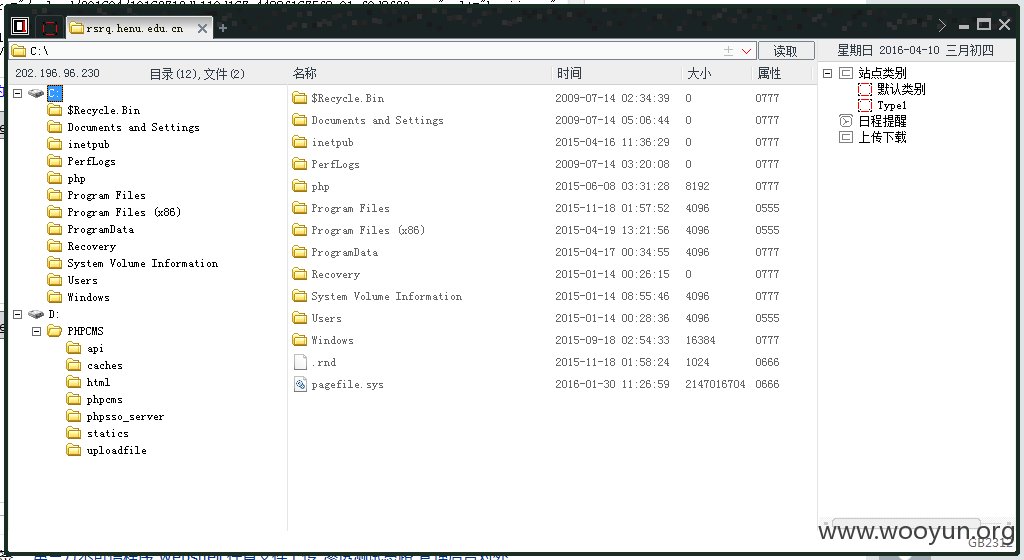 rsrq.henu.edu.cn
C:\
读取
星期日 2016-04-10 三月初四
202.196.96.230 目录(12),文件(2)
名称 时间 大小 属性
C:
$Recycle.Bin
Documents and Settings
inetpub
PerfLogs
php
Program Files
Program Files (x86)
ProgramData
Recovery
System Volume Information
Users
Windows
D:
PHPCMS
api
caches
html
phpcms
phpsso_server
statics
uploadfile
$Recycle.Bin 2009-07-14 02:34:39 0 0777
Documents and Settings 2009-07-14 05:06:44 0 0777
inetpub 2015-04-16 11:36:29 0 0777
PerfLogs 2009-07-14 03:20:08 0 0777
php 2015-06-08 03:31:28 8192 0777
Program Files 2015-11-18 01:57:52 4096 0555
Program Files (x86) 2015-04-19 13:21:56 4096 0555
ProgramData 2015-04-17 00:34:55 4096 0777
Recovery 2015-01-14 00:26:15 0 0777
System Volume Information 2015-01-14 08:55:46 4096 0777
Users 2015-01-14 00:28:36 4096 0555
Windows 2015-09-18 02:54:33 16384 0777
.rnd 2015-11-18 01:58:24 1024 0666
pagefile.sys 2016-01-30 11:26:59 2147016704 0666
站点类别
默认类别
Type1
日程提醒
上传下载
www.wooyun.org
GB2312